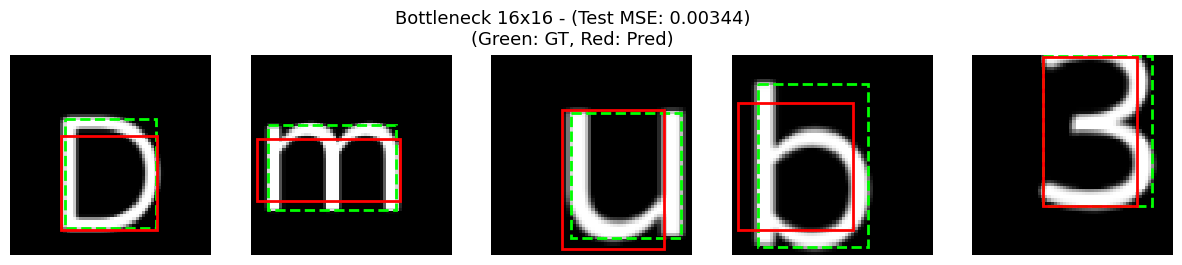 Bottleneck 16x16 - (Test MSE: 0.00344)
(Green: GT, Red: Pred)
D m u b 3